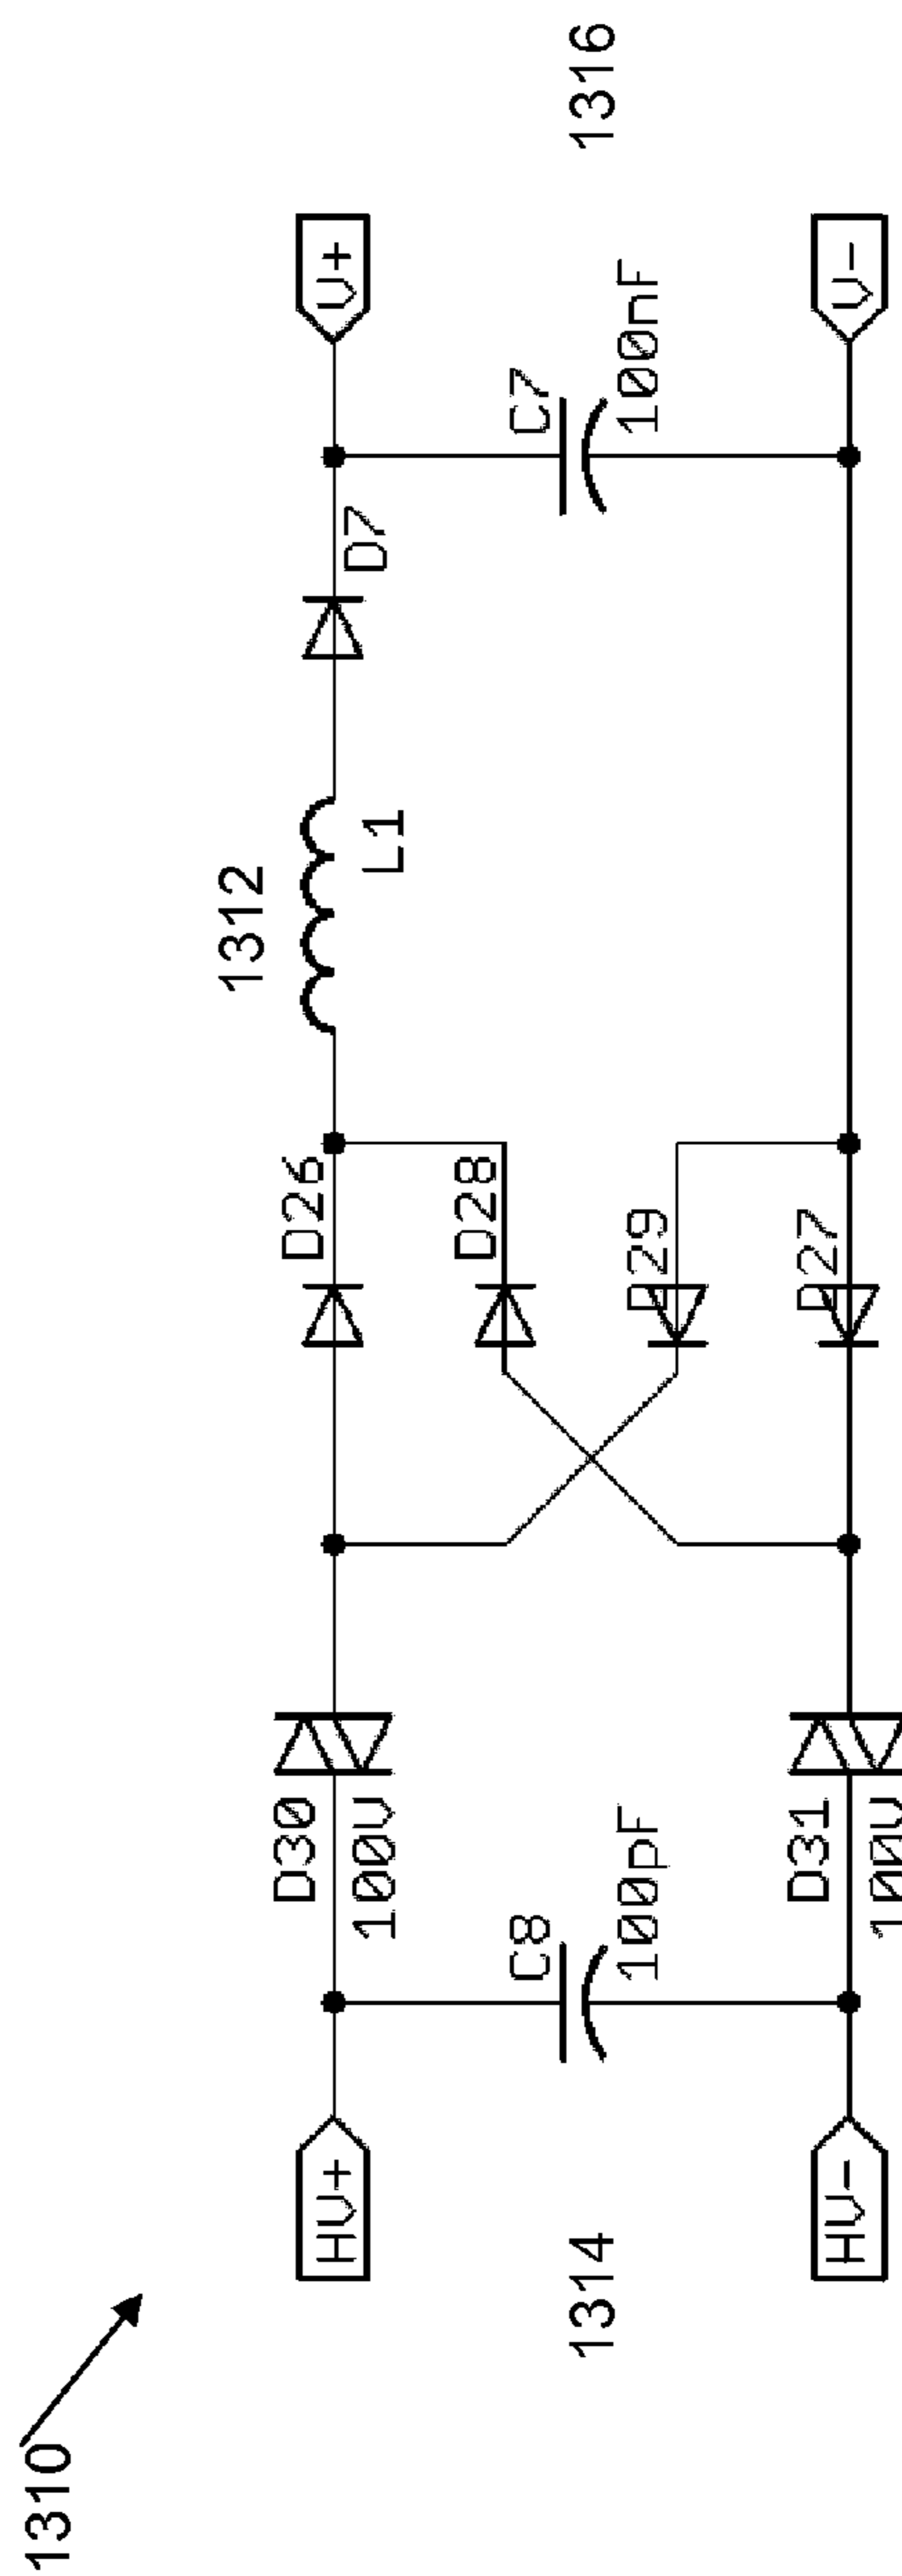 1310
1312
1314
1316
HV+
D30
100V
D26
L1
D7
V+
C8
100pF
D28
D29
C7
100nF
HV-
D31
100V
D27
V-